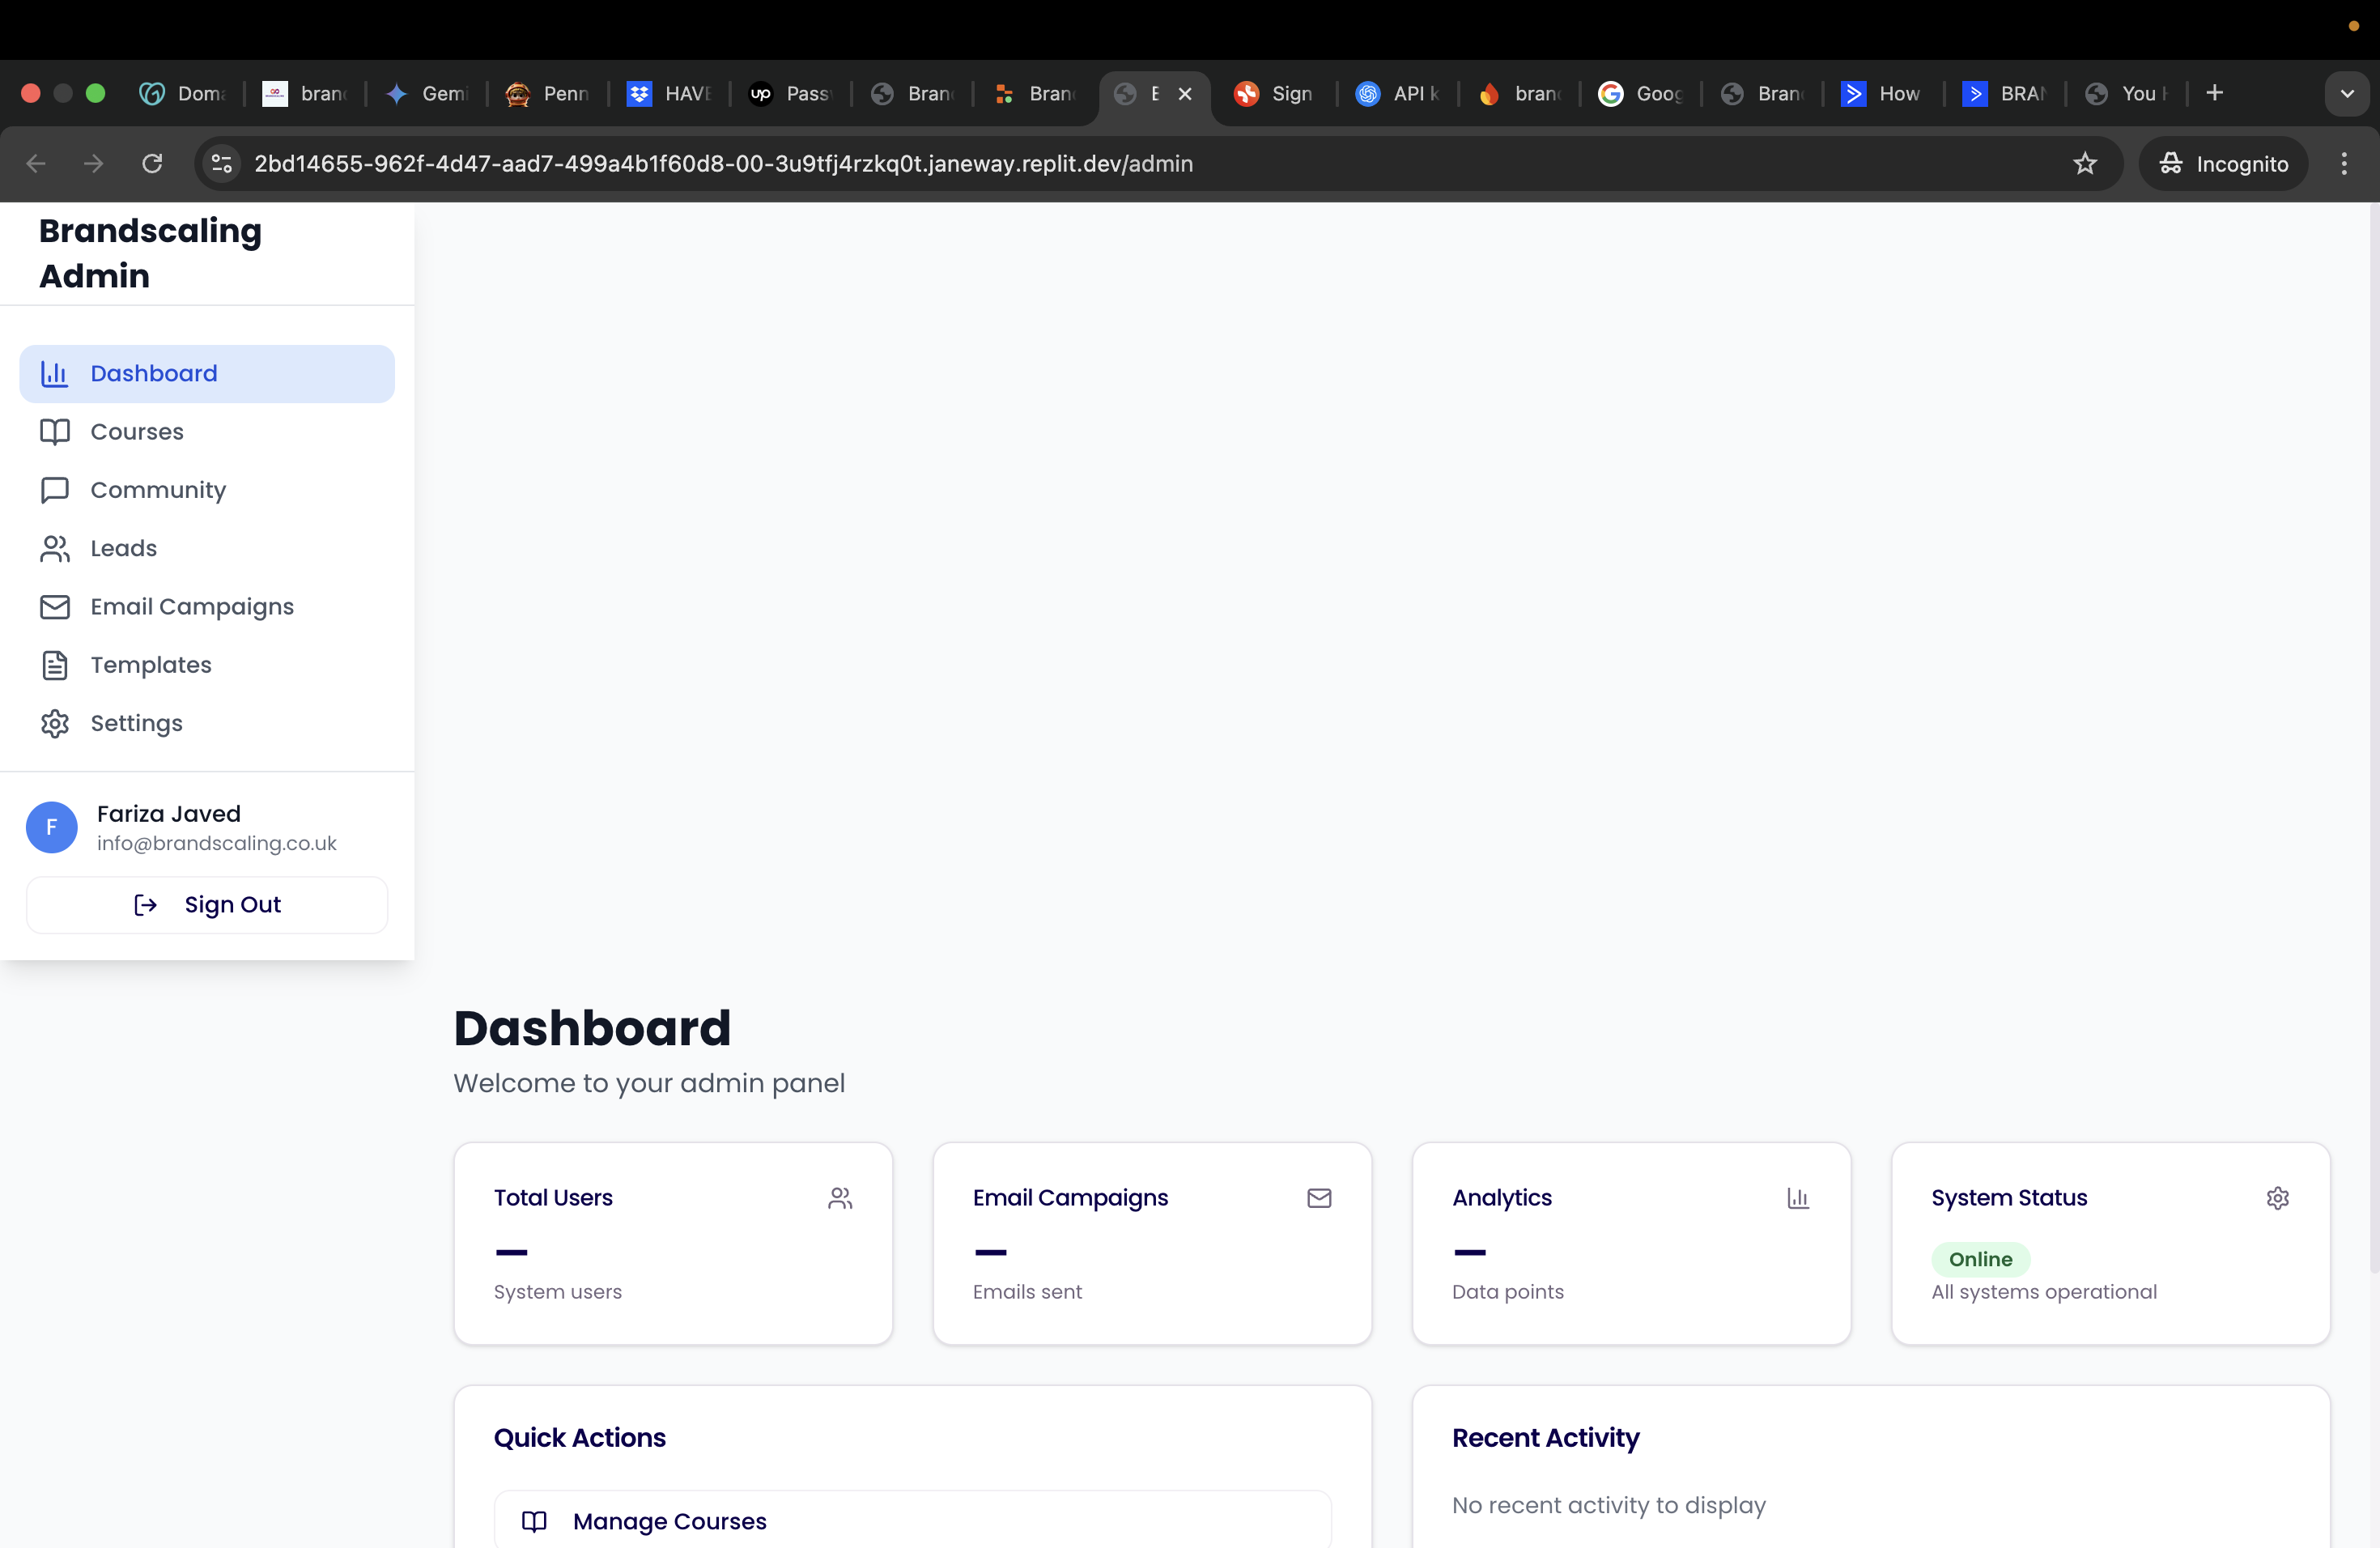 Doma
bran
Gemi
Penn
HAVE
Pass
Bran
Bran
Sign
API k
bran
Goog
Bran
How
BRAN
You
2bd14655-962f-4d47-aad7-499a4b1f60d8-00-3u9tfj4rzkq0t.janeway.replit.dev/admin
Incognito
Brandscaling
Admin
Dashboard
Courses
Community
Leads
Email Campaigns
Templates
Settings
F
Fariza Javed
info@brandscaling.co.uk
Sign Out
Dashboard
Welcome to your admin panel
Total Users
—
System users
Email Campaigns
—
Emails sent
Analytics
—
Data points
System Status
Online
All systems operational
Quick Actions
Manage Courses
Recent Activity
No recent activity to display